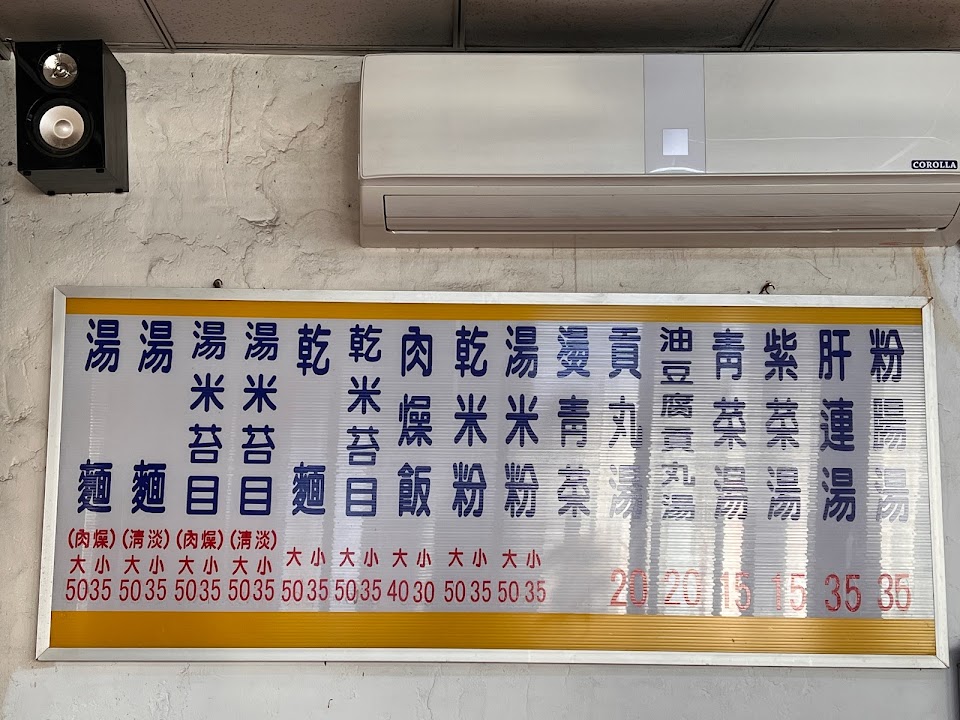 COROLLA
湯麵
(肉燥)
大小
5035
湯麵
(清淡)
大小
5035
湯米苔目
(肉燥)
大小
5035
湯米苔目
(清淡)
大小
5035
乾麵
大小
5035
乾米苔目
大小
5035
肉燥飯
大小
4030
乾米粉
大小
5035
湯米粉
大小
5035
燙青菜
貢丸湯
20
油豆腐貢丸湯
20
青菜湯
15
紫菜湯
15
肝連湯
35
粉腸湯
35